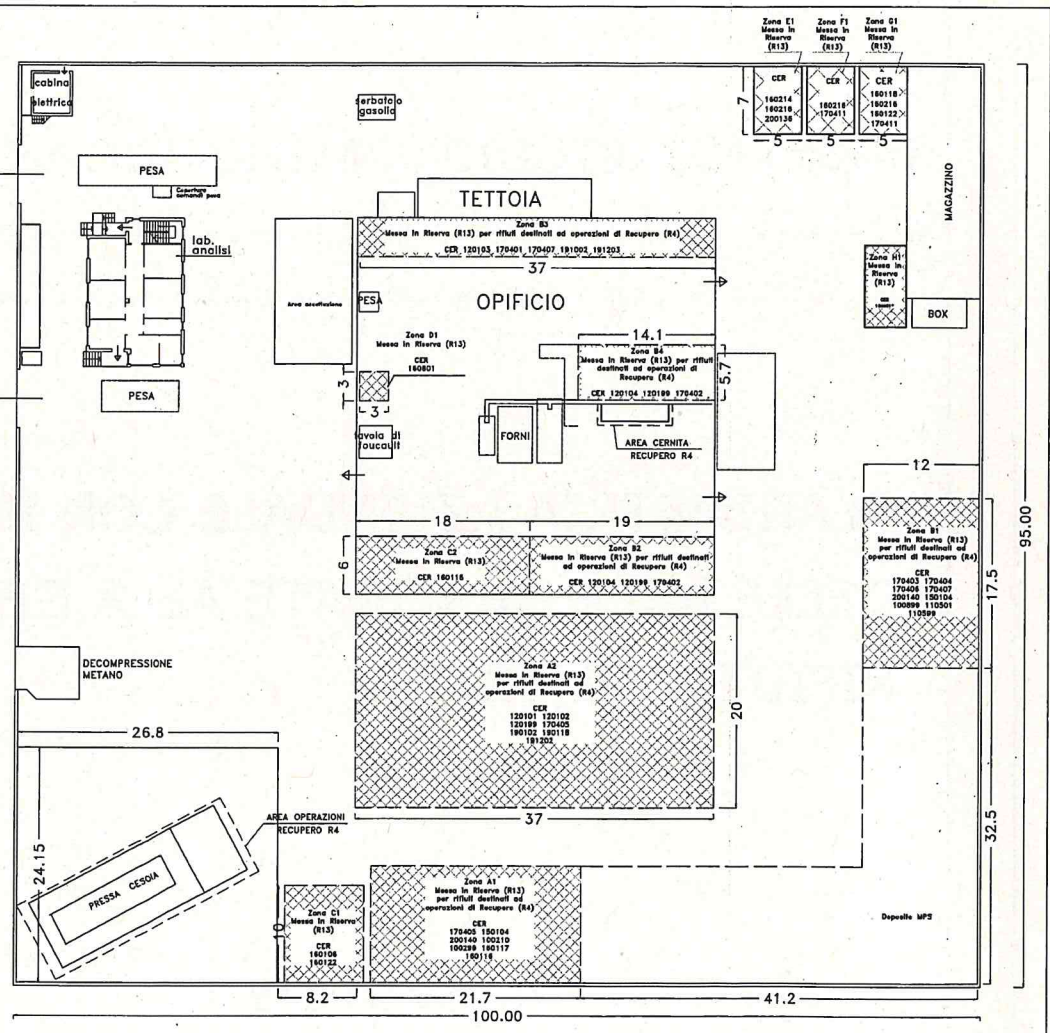 Zona E1
Messa in
Riserva
(R13)
Zona F1
Messa in
Riserva
(R13)
Zona G1
Messa in
Riserva
(R13)
cabina
elettrica
serbatoio
gasolio
CER
160214
160216
200136
CER
160216
170411
CER
160118
160216
160122
170411
7
5
5
5
PESA
Copertura
comandi pesa
lab.
analisi
PESA
MAGAZZINO
TETTOIA
Zona B3
Messa in Riserva (R13) per rifiuti destinati ad operazioni di Recupero (R4)
CER 120103 170401 170407 191002 191203
37
OPIFICIO
Area accettazione
PESA
Zona H1
Messa in
Riserva
(R13)
CER
BOX
Zona D1
Messa in Riserva (R13)
CER
160801
3
3
14.1
Zona B4
Messa in Riserva (R13) per rifiuti
destinati ad operazioni di
Recupero (R4)
CER 120104 120199 170402
5.7
tavola di
foucault
FORNI
AREA CERNITA
RECUPERO R4
12
18
19
Zona C2
Messa in Riserva (R13)
CER 160116
6
Zona B2
Messa in Riserva (R13) per rifiuti destinati
ad operazioni di Recupero (R4)
CER 120104 120199 170402
Zona B1
Messa in Riserva (R13)
per rifiuti destinati ad
operazioni di Recupero (R4)
CER
170403 170404
170406 170407
200140 150104
100899 110501
110599
17.5
95.00
DECOMPRESSIONE
METANO
Zona A2
Messa in Riserva (R13)
per rifiuti destinati ad
operazioni di Recupero (R4)
CER
120101 120102
120199 170405
190102 190118
191202
20
37
26.8
24.15
AREA OPERAZIONI
RECUPERO R4
PRESSA CESOIA
32.5
Zona C1
Messa in Riserva
(R13)
CER
160106
160122
10
Zona A1
Messa in Riserva (R13)
per rifiuti destinati ad
operazioni di Recupero (R4)
CER
170405 150104
200140 100210
100299 160117
160116
Deposito MPS
8.2
21.7
41.2
100.00